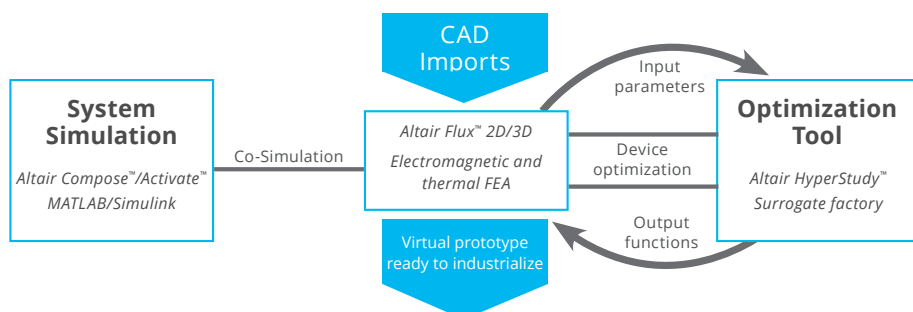 CAD
Imports
System
Simulation
Altair Compose™/Activate™
MATLAB/Simulink
Co-Simulation
Altair Flux™ 2D/3D
Electromagnetic and
thermal FEA
Input
parameters
Device
optimization
Output
functions
Optimization
Tool
Altair HyperStudy™
Surrogate factory
Virtual prototype
ready to industrialize